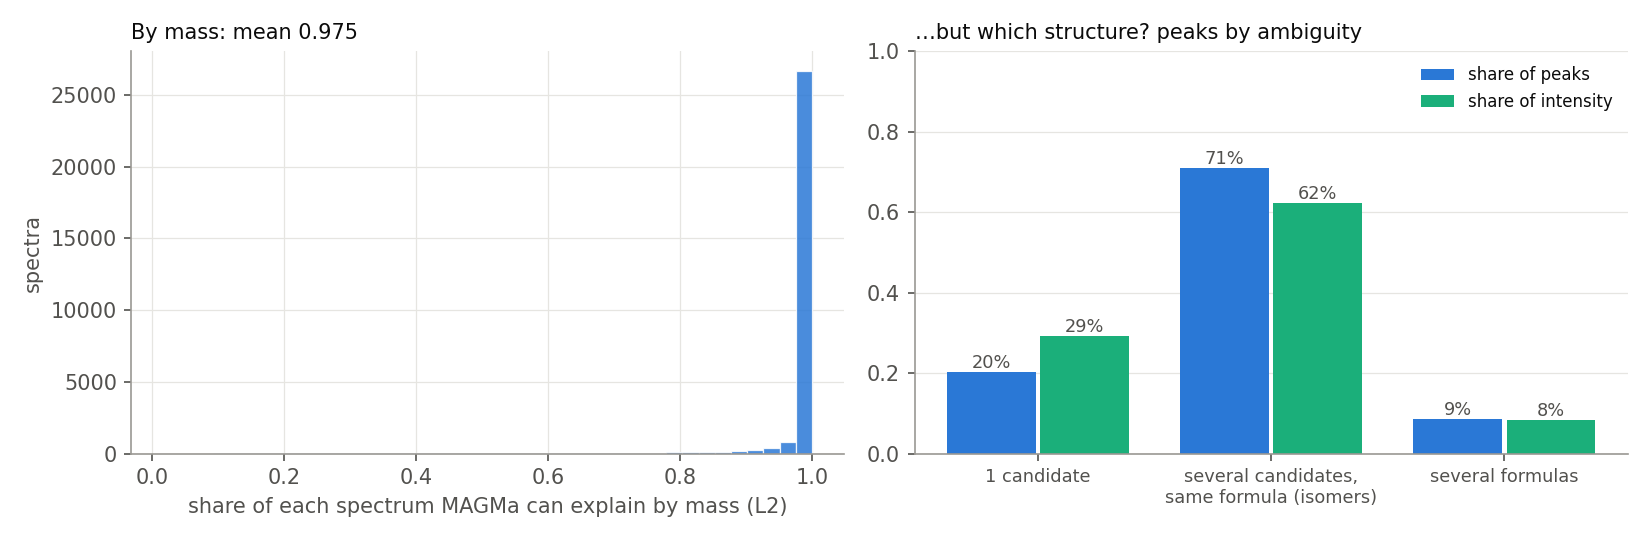 By mass: mean 0.975
spectra
25000
20000
15000
10000
5000
0
0.0
0.2
0.4
0.6
0.8
1.0
share of each spectrum MAGMa can explain by mass (L2)
...but which structure? peaks by ambiguity
share of peaks
share of intensity
1.0
0.8
0.6
0.4
0.2
0.0
20%
29%
71%
62%
9%
8%
1 candidate
several candidates,
same formula (isomers)
several formulas